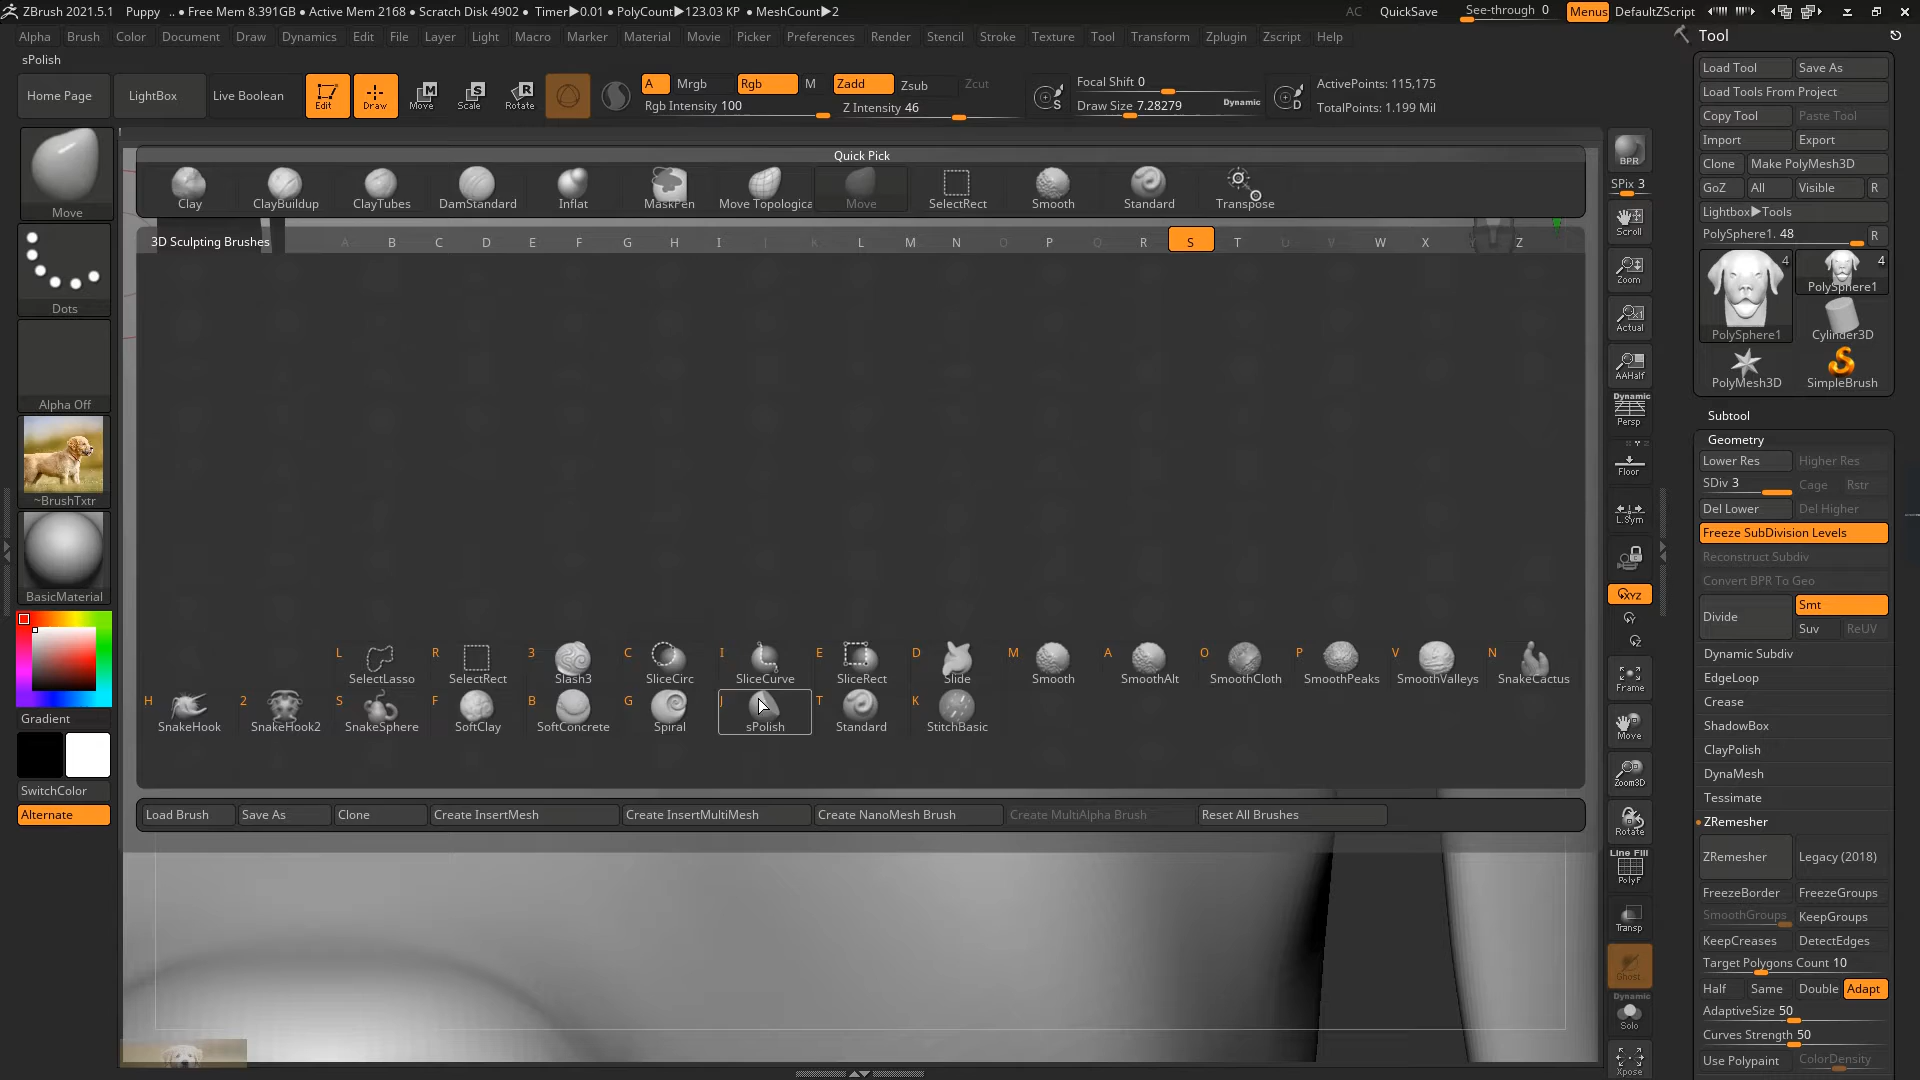 ZBrush 2021.5.1 Puppy .. ● Free Mem 8.391GB ● Active Mem 2168 ● Scratch Disk 4902 ● Timer▶0.01 ● PolyCount▶123.03 KP ● MeshCount▶2 AC QuickSave See-through 0 Menus DefaultZScript
Alpha Brush Color Document Draw Dynamics Edit File Layer Light Macro Marker Material Movie Picker Preferences Render Stencil Stroke Texture Tool Transform Zplugin Zscript Help
sPolish
Home Page LightBox Live Boolean Edit Draw Move Scale Rotate
A Mrgb Rgb M Zadd Zsub Zcut
Rgb Intensity 100 Z Intensity 46
Focal Shift 0
Draw Size 7.28279 Dynamic
ActivePoints: 115,175
TotalPoints: 1.199 Mil
Move
Dots
Alpha Off
~BrushTxtr
BasicMaterial
Gradient
SwitchColor
Alternate
Quick Pick
Clay ClayBuildup ClayTubes DamStandard Inflat MaskPen Move Topologica Move SelectRect Smooth Standard Transpose
3D Sculpting Brushes A B C D E F G H I J K L M N O P Q R S T U V W X Y Z
L SelectLasso R SelectRect 3 Slash3 C SliceCirc I SliceCurve E SliceRect D Slide M Smooth A SmoothAlt O SmoothCloth P SmoothPeaks V SmoothValleys N SnakeCactus
H SnakeHook 2 SnakeHook2 S SnakeSphere F SoftClay B SoftConcrete G Spiral J sPolish T Standard K StitchBasic
Load Brush Save As Clone Create InsertMesh Create InsertMultiMesh Create NanoMesh Brush Create MultiAlpha Brush Reset All Brushes
BPR
SPix 3
Scroll
Zoom
Actual
AAHalf
Dynamic
Persp
Floor
L.Sym
XYZ
Frame
Move
Zoom3D
Rotate
Line Fill
PolyF
Transp
Ghost
Dynamic
Solo
Xpose
Tool
Load Tool Save As
Load Tools From Project
Copy Tool Paste Tool
Import Export
Clone Make PolyMesh3D
GoZ All Visible R
Lightbox▶Tools
PolySphere1. 48 R
4 PolySphere1 4 PolySphere1
Cylinder3D
PolyMesh3D SimpleBrush
Subtool
Geometry
Lower Res Higher Res
SDiv 3 Cage Rstr
Del Lower Del Higher
Freeze SubDivision Levels
Reconstruct Subdiv
Convert BPR To Geo
Divide Smt
Suv ReUV
Dynamic Subdiv
EdgeLoop
Crease
ShadowBox
ClayPolish
DynaMesh
Tessimate
ZRemesher
ZRemesher Legacy (2018)
FreezeBorder FreezeGroups
SmoothGroups KeepGroups
KeepCreases DetectEdges
Target Polygons Count 10
Half Same Double Adapt
AdaptiveSize 50
Curves Strength 50
Use Polypaint ColorDensity